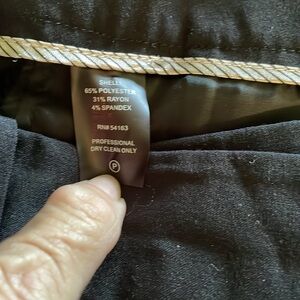 SHELL:
65% POLYESTER
31% RAYON
4% SPANDEX
RN# 54163
PROFESSIONAL
DRY CLEAN ONLY
P